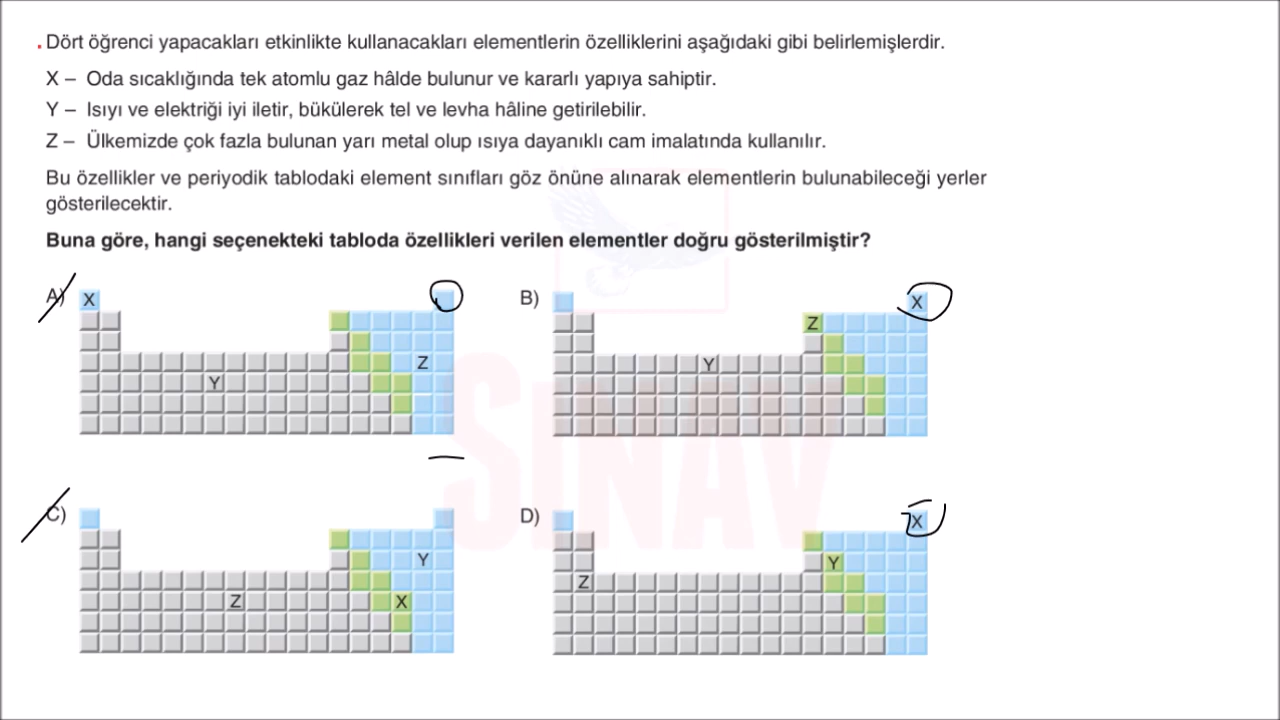 . Dört öğrenci yapacakları etkinlikte kullanacakları elementlerin özelliklerini aşağıdaki gibi belirlemişlerdir.
X – Oda sıcaklığında tek atomlu gaz hâlde bulunur ve kararlı yapıya sahiptir.
Y – Isıyı ve elektriği iyi iletir, bükülerek tel ve levha hâline getirilebilir.
Z – Ülkemizde çok fazla bulunan yarı metal olup ısıya dayanıklı cam imalatında kullanılır.
Bu özellikler ve periyodik tablodaki element sınıfları göz önüne alınarak elementlerin bulunabileceği yerler
gösterilecektir.
Buna göre, hangi seçenekteki tabloda özellikleri verilen elementler doğru gösterilmiştir?
A)
X
Z
Y
B)
X
Z
Y
SINAV
C)
Y
Z
X
D)
X
Y
Z